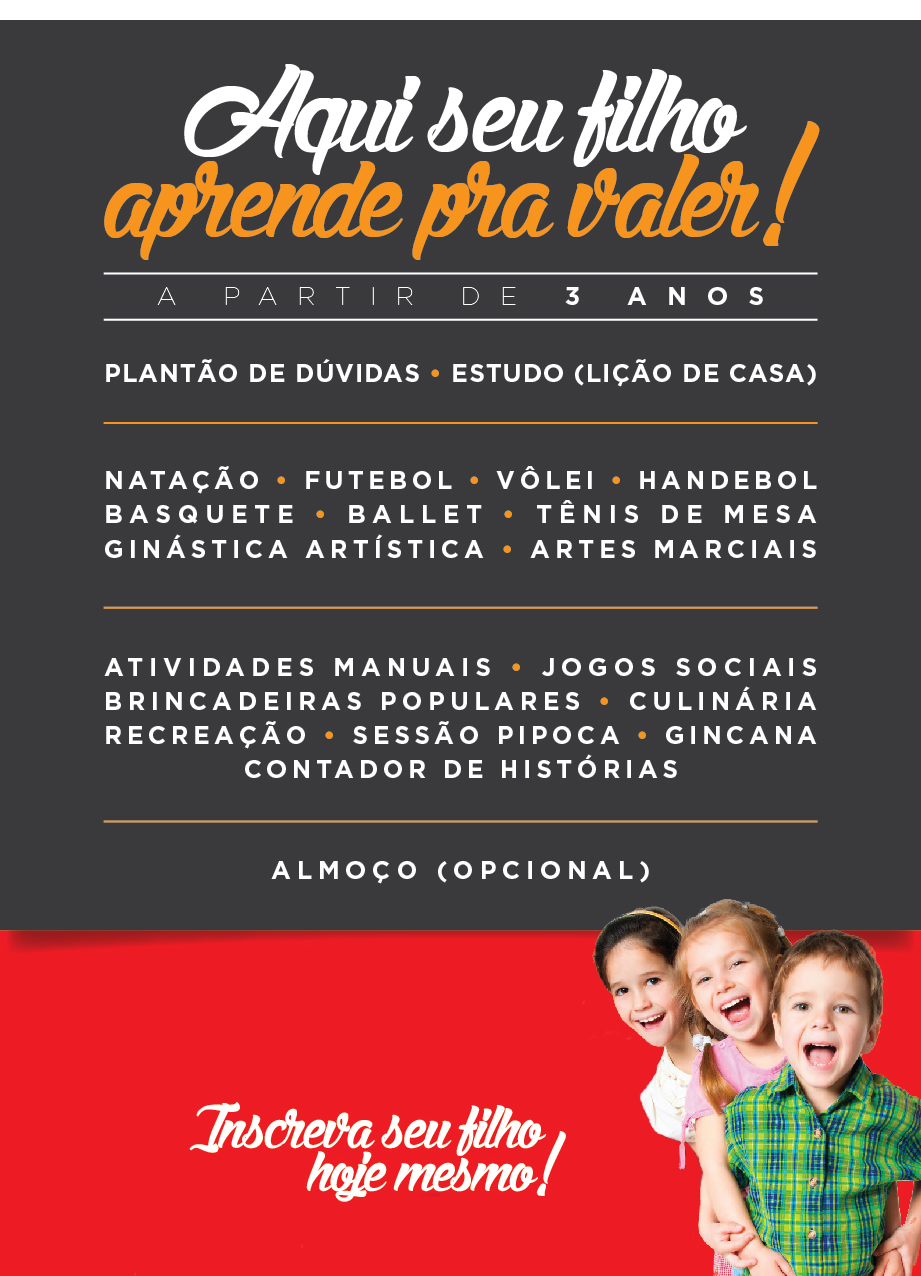 Aqui seu filho
aprende pra valer!
A PARTIR DE 3 ANOS
PLANTÃO DE DÚVIDAS • ESTUDO (LIÇÃO DE CASA)
NATAÇÃO • FUTEBOL • VÔLEI • HANDEBOL
BASQUETE • BALLET • TÊNIS DE MESA
GINÁSTICA ARTÍSTICA • ARTES MARCIAIS
ATIVIDADES MANUAIS • JOGOS SOCIAIS
BRINCADEIRAS POPULARES • CULINÁRIA
RECREAÇÃO • SESSÃO PIPOCA • GINCANA
CONTADOR DE HISTÓRIAS
ALMOÇO (OPCIONAL)
Inscreva seu filho
hoje mesmo!